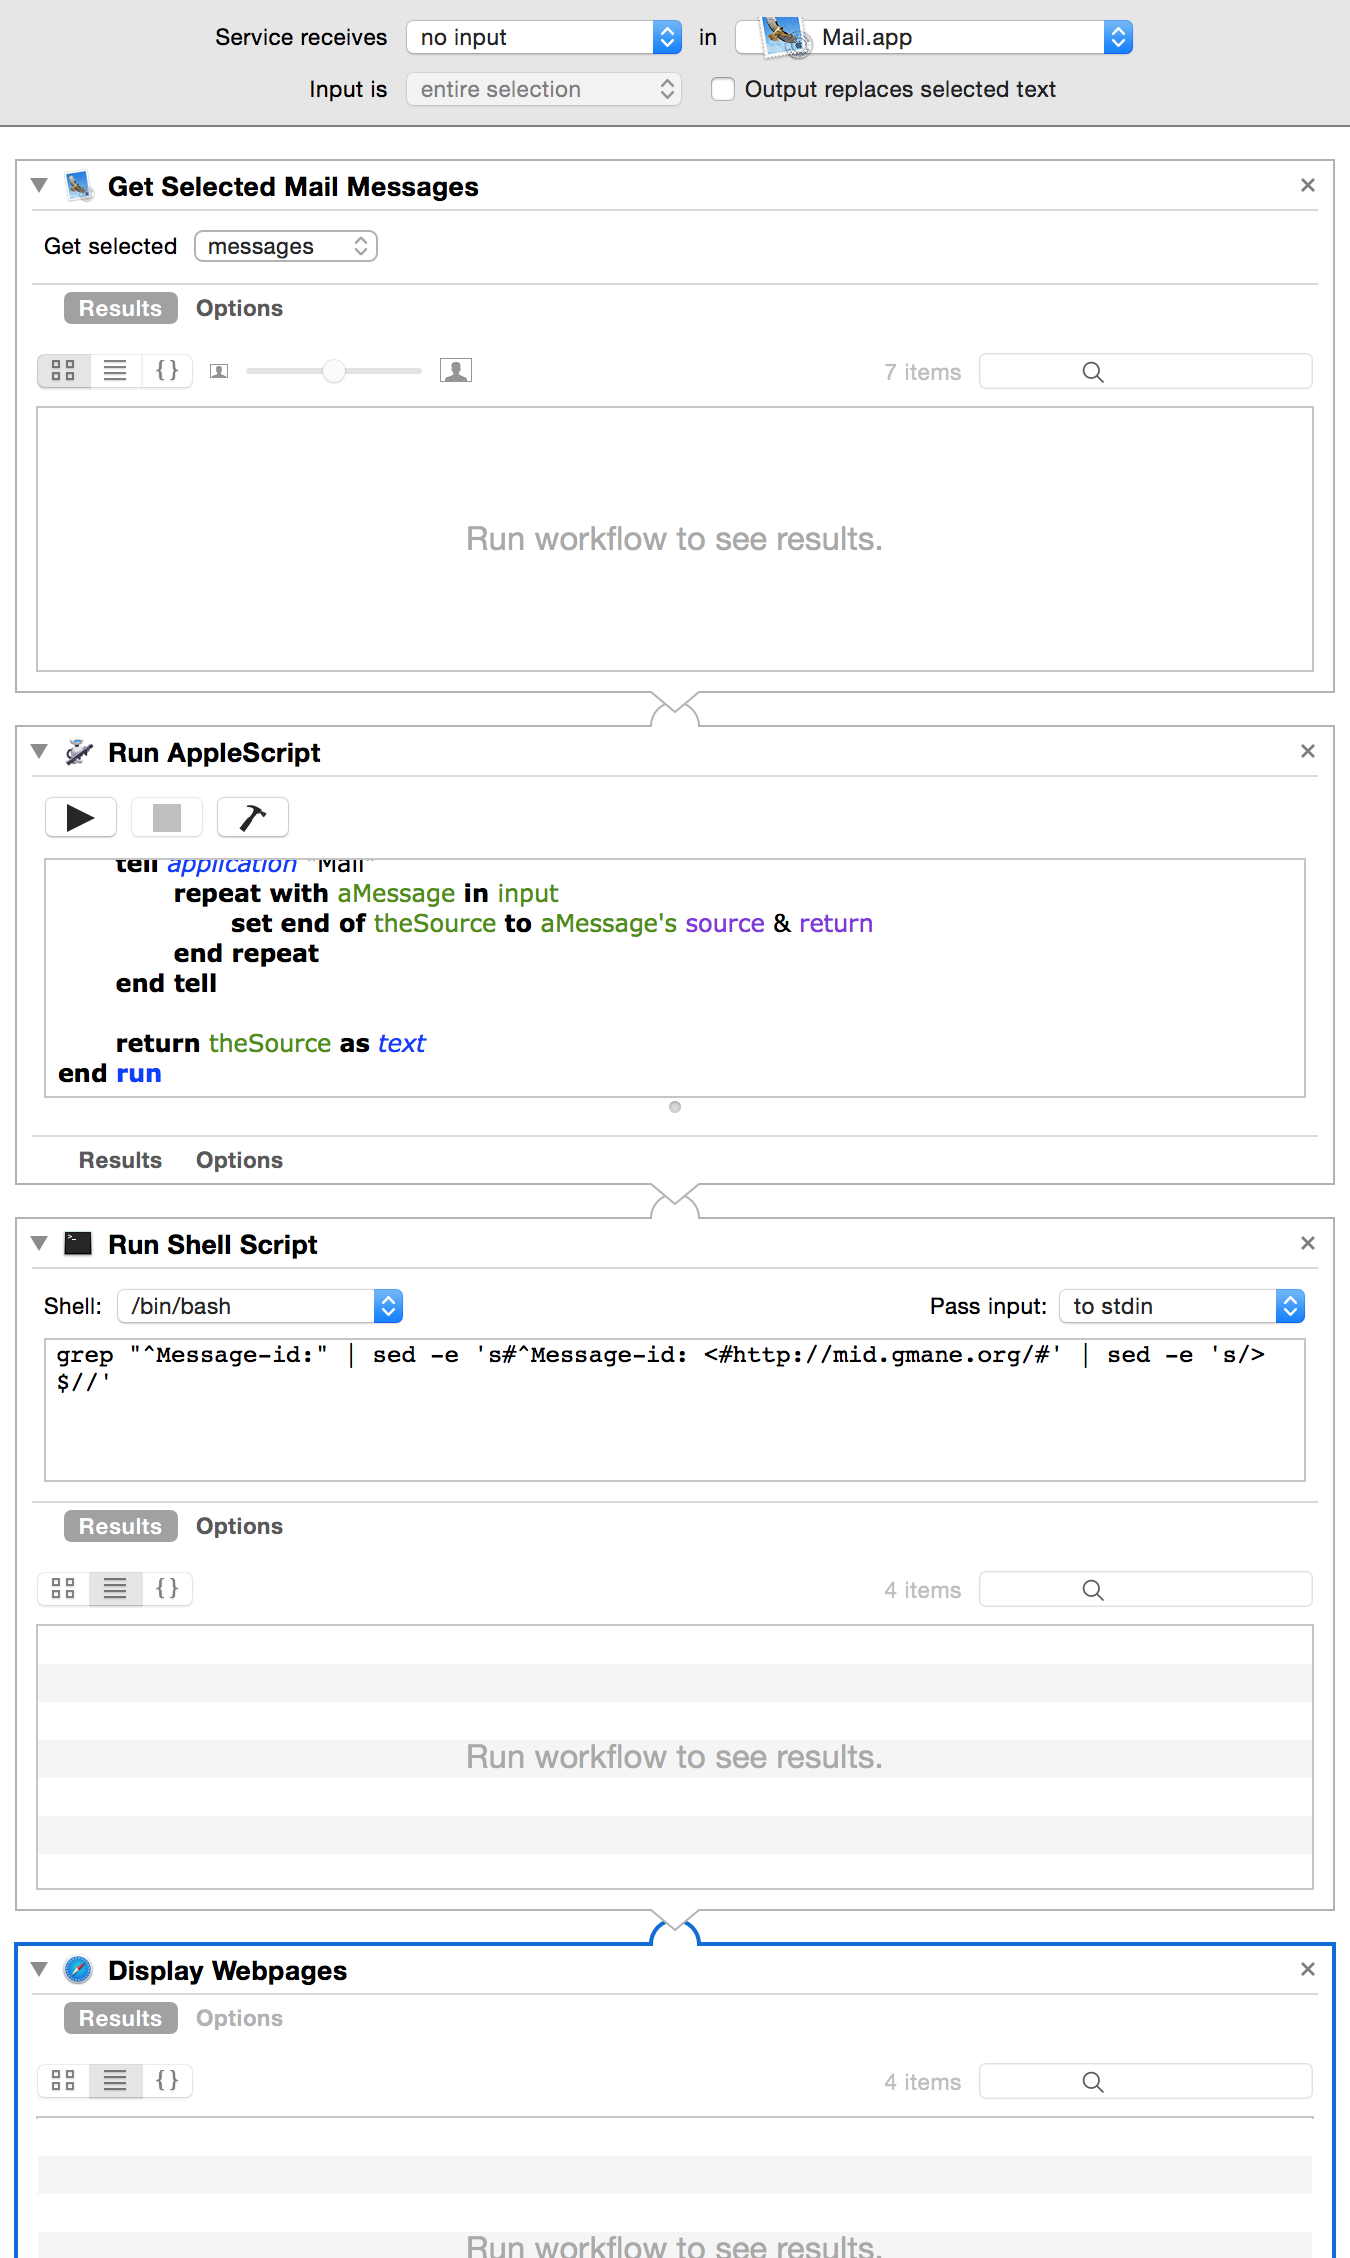 Service receives no input in Mail.app
Input is entire selection Output replaces selected text
Get Selected Mail Messages
Get selected messages
Results Options
{} 7 items
Run workflow to see results.
Run AppleScript
tell application "Mail"
repeat with aMessage in input
set end of theSource to aMessage's source & return
end repeat
end tell
return theSource as text
end run
Results Options
Run Shell Script
Shell: /bin/bash Pass input: to stdin
grep "^Message-id:" | sed -e 's#^Message-id: <#http://mid.gmane.org/#' | sed -e 's/>
$//'
Results Options
{} 4 items
Run workflow to see results.
Display Webpages
Results Options
{} 4 items
Run workflow to see results.